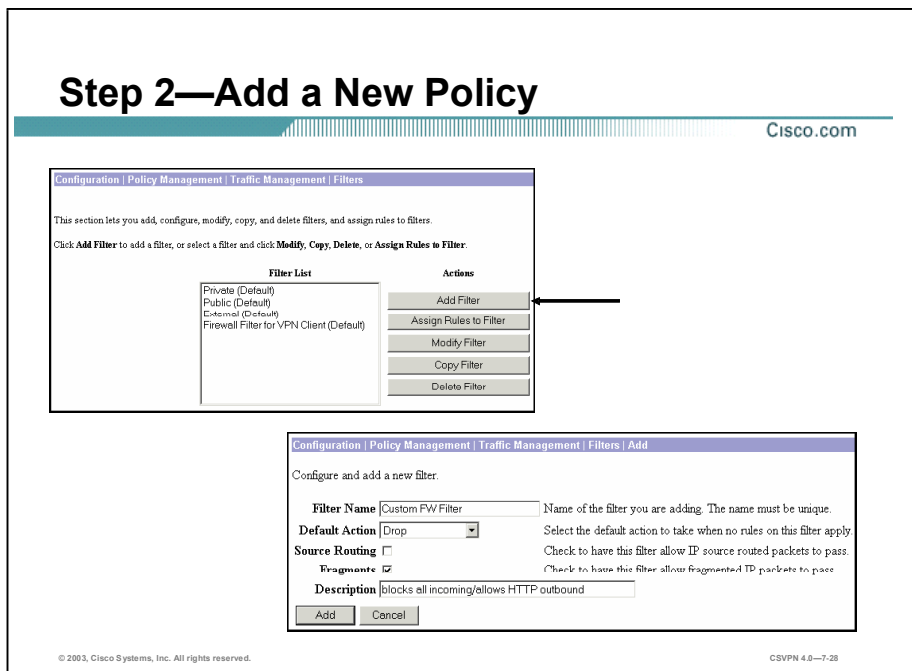 Step 2—Add a New Policy
Cisco.com
Configuration | Policy Management | Traffic Management | Filters
This section lets you add, configure, modify, copy, and delete filters, and assign rules to filters.
Click Add Filter to add a filter, or select a filter and click Modify, Copy, Delete, or Assign Rules to Filter.
Filter List
Actions
Private (Default)
Public (Default)
External (Default)
Firewall Filter for VPN Client (Default)
Add Filter
Assign Rules to Filter
Modify Filter
Copy Filter
Delete Filter
Configuration | Policy Management | Traffic Management | Filters | Add
Configure and add a new filter.
Filter Name Custom FW Filter Name of the filter you are adding. The name must be unique.
Default Action Drop Select the default action to take when no rules on this filter apply.
Source Routing Check to have this filter allow IP source routed packets to pass.
Fragments Check to have this filter allow fragmented IP packets to pass
Description blocks all incoming/allows HTTP outbound
Add Cancel
© 2003, Cisco Systems, Inc. All rights reserved.
CSVPN 4.0—7-28